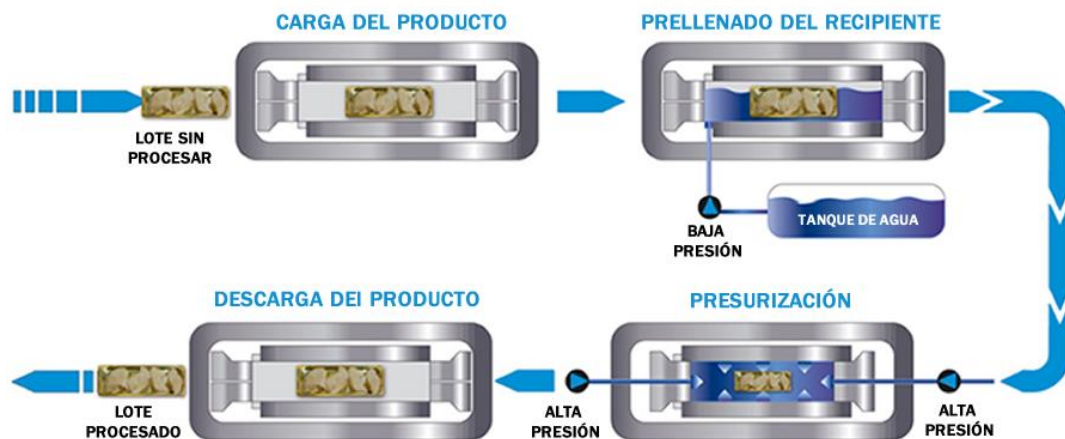 CARGA DEL PRODUCTO
PRELLENADO DEL RECIPIENTE
LOTE SIN
PROCESAR
BAJA
PRESIÓN
TANQUE DE AGUA
DESCARGA DEl PRODUCTO
PRESURIZACIÓN
LOTE
PROCESADO
ALTA
PRESIÓN
ALTA
PRESIÓN